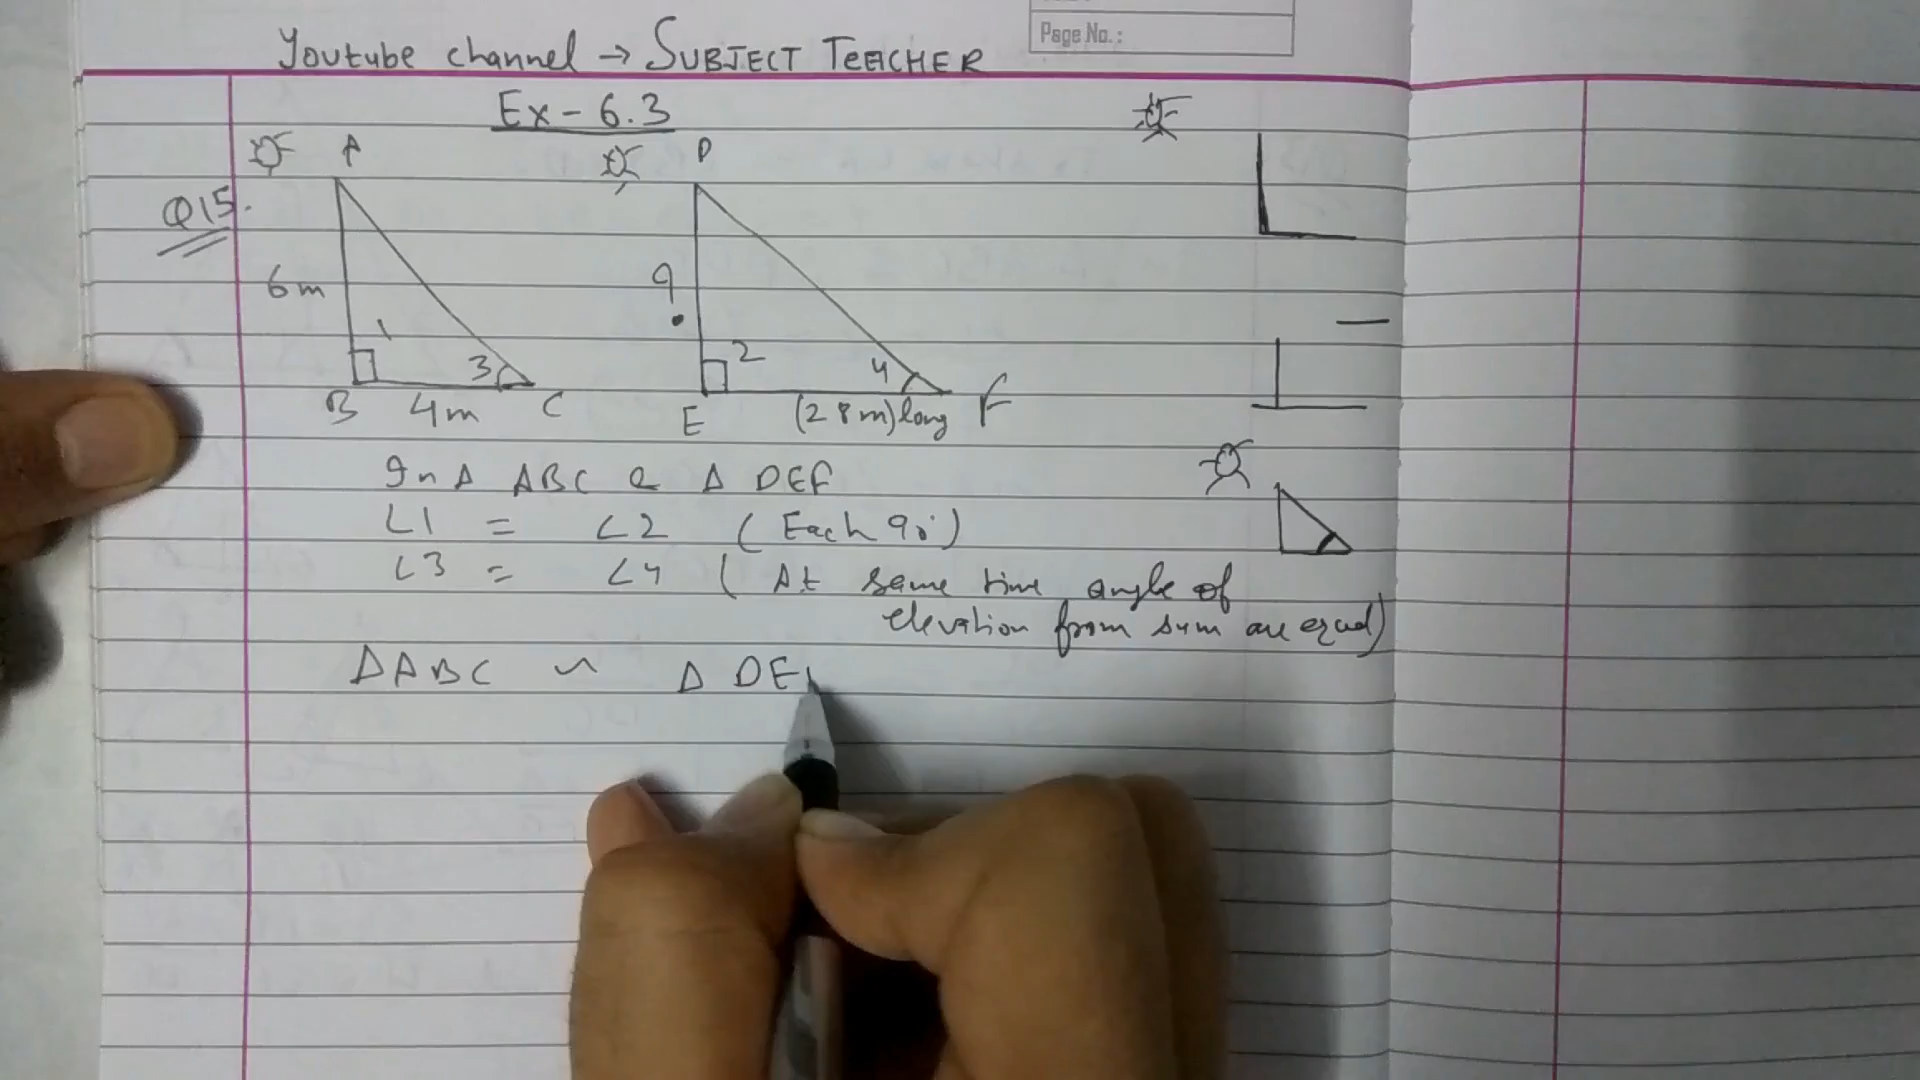 Page No. :
Youtube channel → SUBJECT TEACHER
Ex - 6.3
A D
Q15.
6m 9
1 2
3 4
B 4m C E (28m) long F
In Δ ABC & Δ DEF
∠1 = ∠2 ( Each 90°)
∠3 = ∠4 ( At same time angle of
elevation from sum are equal)
ΔABC ~ Δ DE